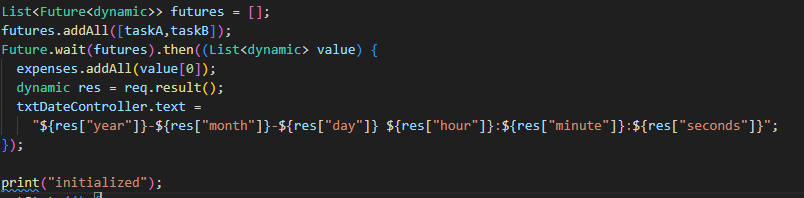 List<Future<dynamic>> futures = [];
futures.addAll([taskA,taskB]);
Future.wait(futures).then((List<dynamic> value) {
  expenses.addAll(value[0]);
  dynamic res = req.result();
  txtDateController.text =
    "${res["year"]}-${res["month"]}-${res["day"]} ${res["hour"]}:${res["minute"]}:${res["seconds"]}";
});
print("initialized");